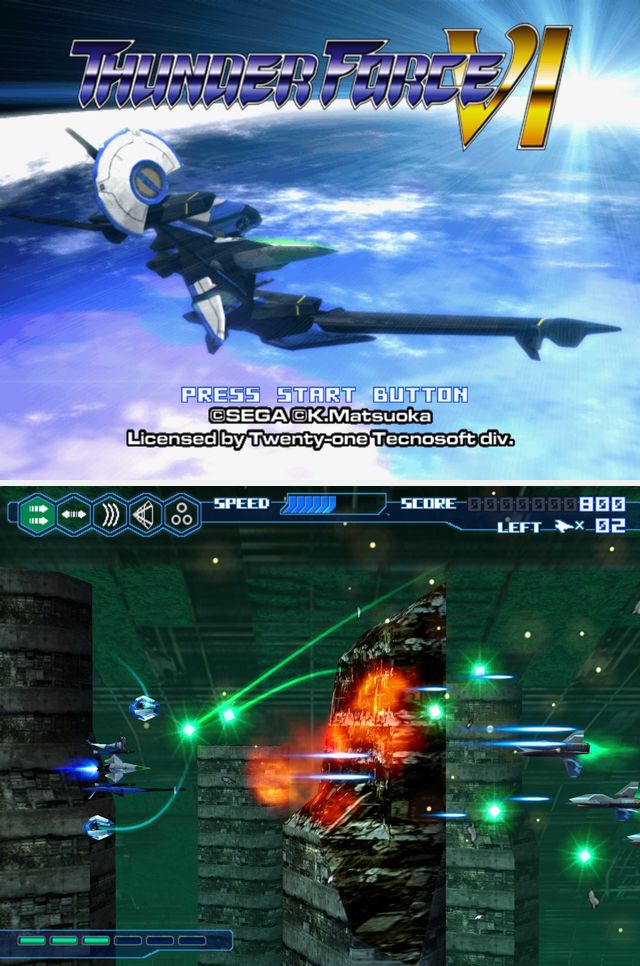 THUNDER FORCE VI
PRESS START BUTTON
©SEGA ©K.Matsuoka
Licensed by Twenty-one Tecnosoft div.
SPEED SCORE 0000000800
LEFT × 02